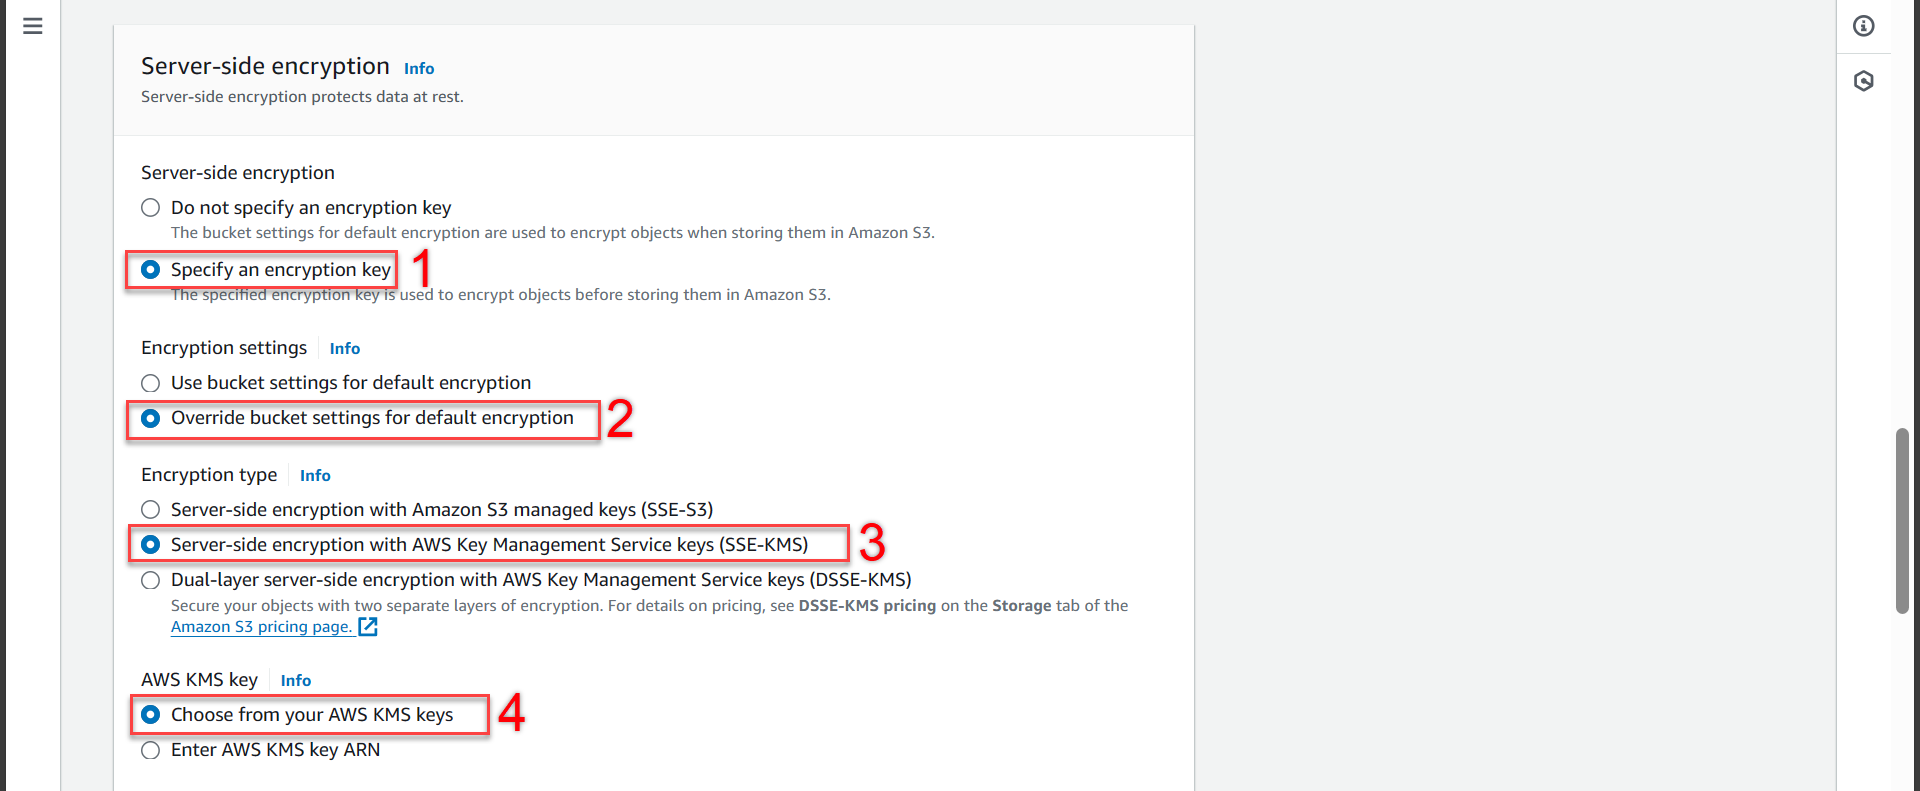 Server-side encryption Info
Server-side encryption protects data at rest.
Server-side encryption
Do not specify an encryption key
The bucket settings for default encryption are used to encrypt objects when storing them in Amazon S3.
Specify an encryption key 1
The specified encryption key is used to encrypt objects before storing them in Amazon S3.
Encryption settings Info
Use bucket settings for default encryption
Override bucket settings for default encryption 2
Encryption type Info
Server-side encryption with Amazon S3 managed keys (SSE-S3)
Server-side encryption with AWS Key Management Service keys (SSE-KMS) 3
Dual-layer server-side encryption with AWS Key Management Service keys (DSSE-KMS)
Secure your objects with two separate layers of encryption. For details on pricing, see DSSE-KMS pricing on the Storage tab of the
Amazon S3 pricing page.
AWS KMS key Info
Choose from your AWS KMS keys 4
Enter AWS KMS key ARN